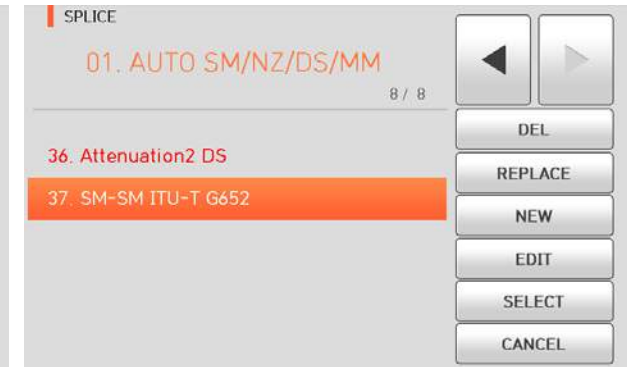 SPLICE
01. AUTO SM/NZ/DS/MM
8 / 8
36. Attenuation2 DS
37. SM-SM ITU-T G652
DEL
REPLACE
NEW
EDIT
SELECT
CANCEL